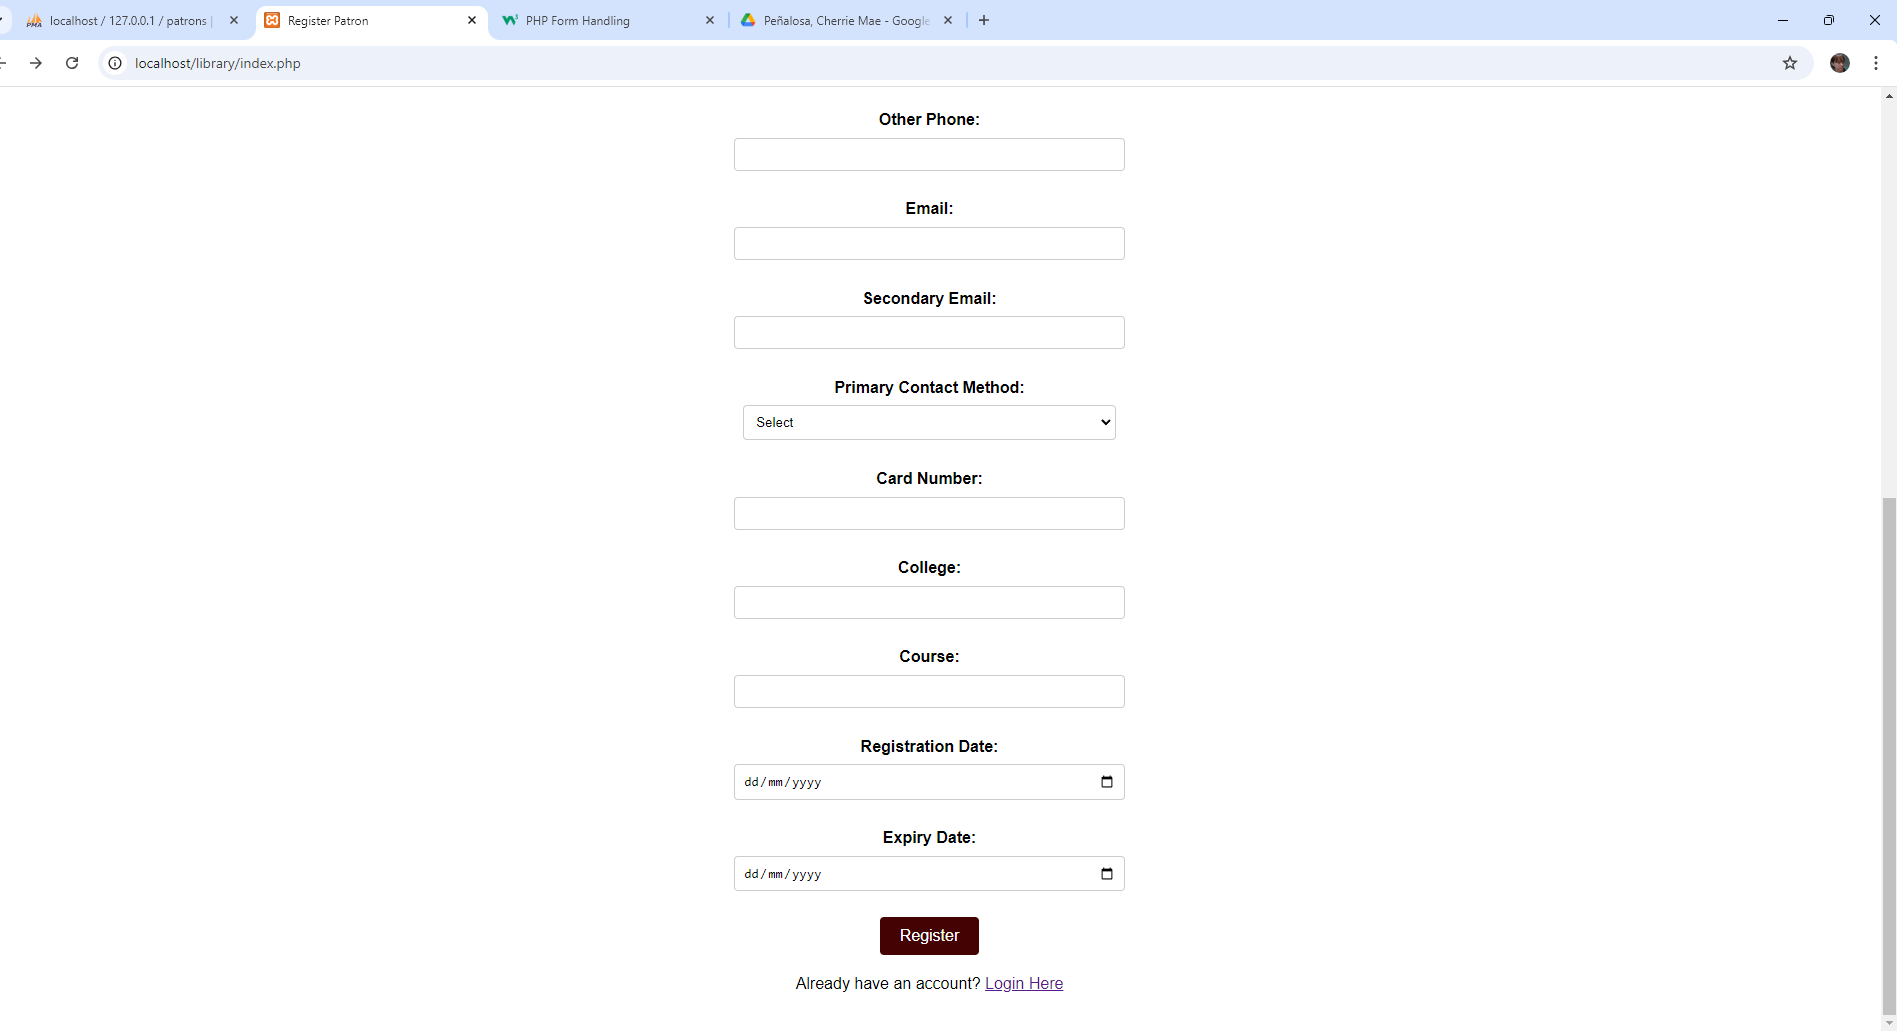 localhost / 127.0.0.1 / patrons |
Register Patron
PHP Form Handling
Peñalosa, Cherrie Mae - Google
localhost/library/index.php
Other Phone:
Email:
Secondary Email:
Primary Contact Method:
Select
Card Number:
College:
Course:
Registration Date:
dd/mm/yyyy
Expiry Date:
dd/mm/yyyy
Register
Already have an account? Login Here